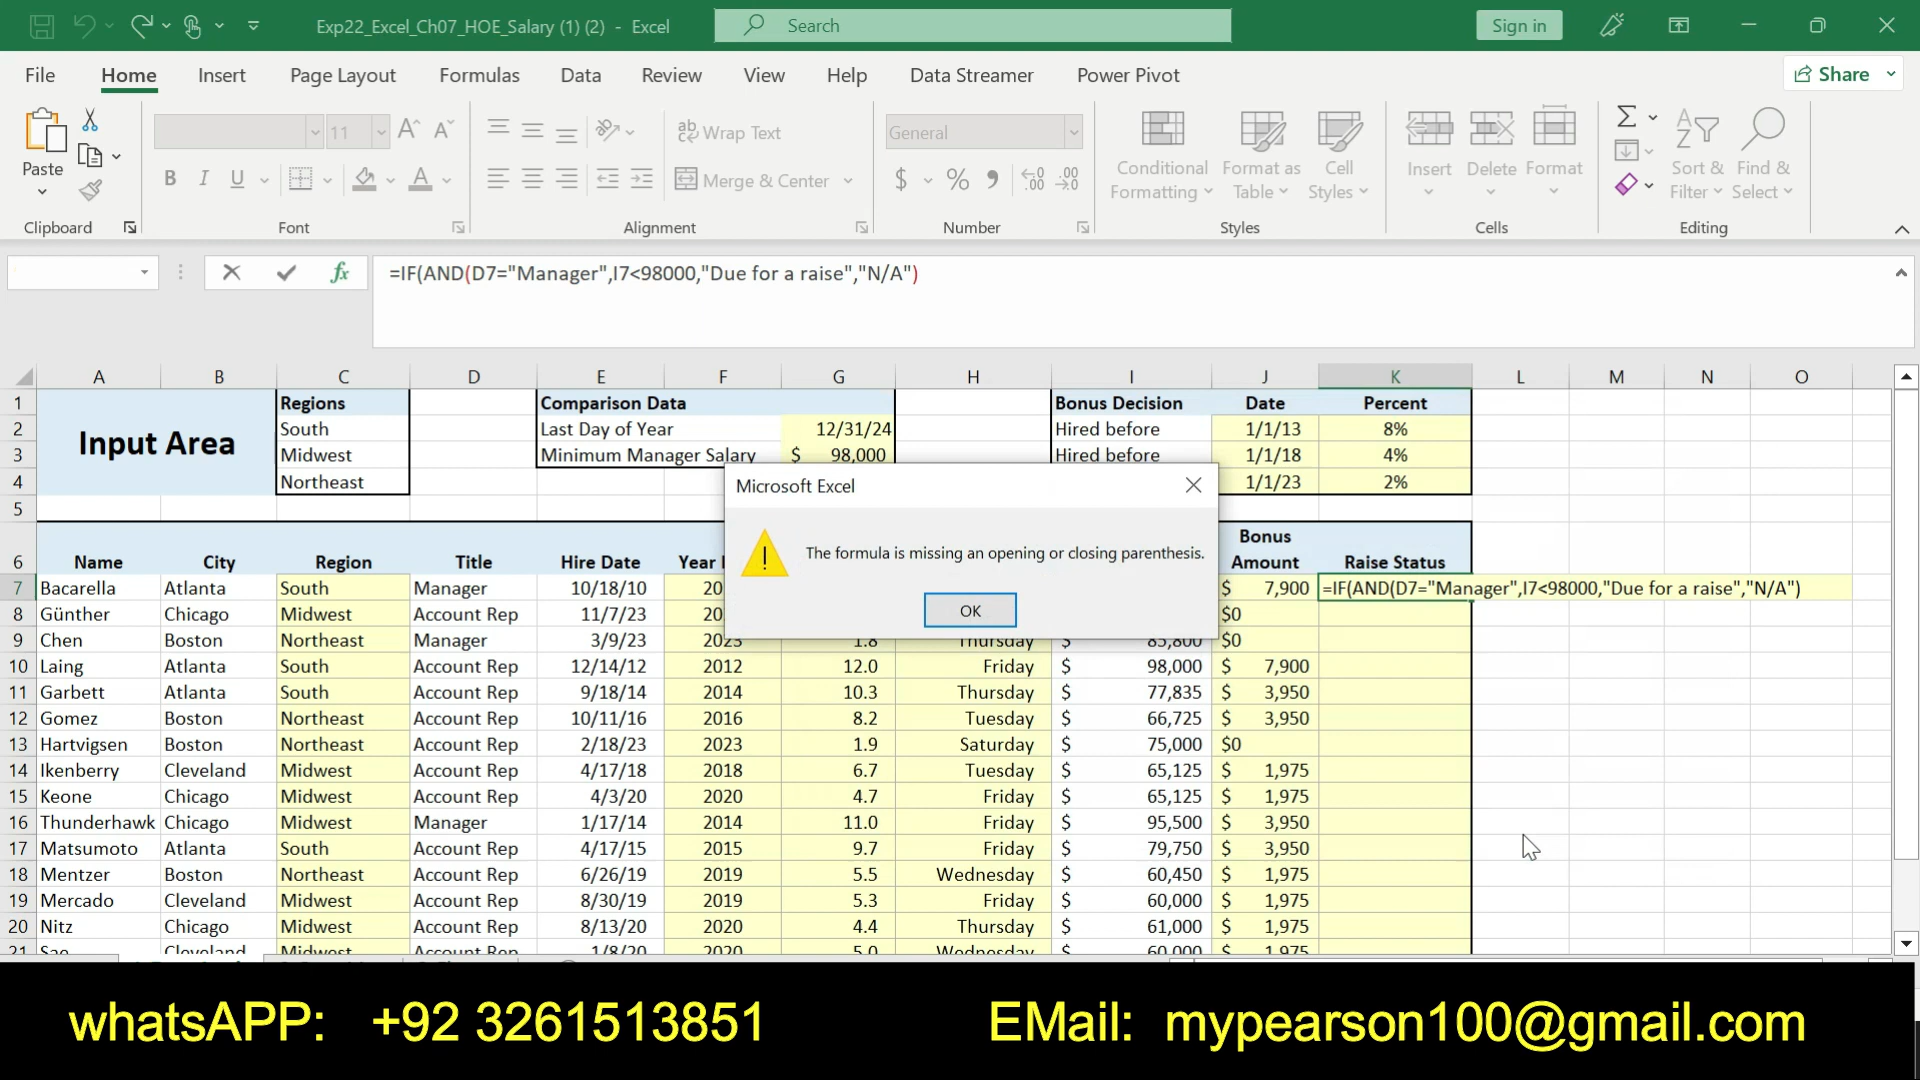 Exp22_Excel_Ch07_HOE_Salary (1) (2) - Excel
Search
Sign in
File Home Insert Page Layout Formulas Data Review View Help Data Streamer Power Pivot
Share
Paste
11
Wrap Text
Merge & Center
General
Conditional Formatting
Format as Table
Cell Styles
Insert Delete Format
Sort & Filter
Find & Select
Clipboard Font Alignment Number Styles Cells Editing
=IF(AND(D7="Manager",I7<98000,"Due for a raise","N/A")
A B C D E F G H I J K L M N O
1 Regions Comparison Data Bonus Decision Date Percent
Input Area
2 South Last Day of Year 12/31/24 Hired before 1/1/13 8%
3 Midwest Minimum Manager Salary $ 98,000 Hired before 1/1/18 4%
4 Northeast 1/1/23 2%
5
6 Name City Region Title Hire Date Year Bonus Amount Raise Status
7 Bacarella Atlanta South Manager 10/18/10 20 $ 7,900 =IF(AND(D7="Manager",I7<98000,"Due for a raise","N/A")
8 Günther Chicago Midwest Account Rep 11/7/23 $0
9 Chen Boston Northeast Manager 3/9/23 2023 1.8 Thursday $ 85,800 $0
10 Laing Atlanta South Account Rep 12/14/12 2012 12.0 Friday $ 98,000 $ 7,900
11 Garbett Atlanta South Account Rep 9/18/14 2014 10.3 Thursday $ 77,835 $ 3,950
12 Gomez Boston Northeast Account Rep 10/11/16 2016 8.2 Tuesday $ 66,725 $ 3,950
13 Hartvigsen Boston Northeast Account Rep 2/18/23 2023 1.9 Saturday $ 75,000 $0
14 Ikenberry Cleveland Midwest Account Rep 4/17/18 2018 6.7 Tuesday $ 65,125 $ 1,975
15 Keone Chicago Midwest Account Rep 4/3/20 2020 4.7 Friday $ 65,125 $ 1,975
16 Thunderhawk Chicago Midwest Manager 1/17/14 2014 11.0 Friday $ 95,500 $ 3,950
17 Matsumoto Atlanta South Account Rep 4/17/15 2015 9.7 Friday $ 79,750 $ 3,950
18 Mentzer Boston Northeast Account Rep 6/26/19 2019 5.5 Wednesday $ 60,450 $ 1,975
19 Mercado Cleveland Midwest Account Rep 8/30/19 2019 5.3 Friday $ 60,000 $ 1,975
20 Nitz Chicago Midwest Account Rep 8/13/20 2020 4.4 Thursday $ 61,000 $ 1,975
21 Sao Cleveland Midwest Account Rep 1/8/20 2020 5.0 Wednesday $ 60,000 $ 1,975
Microsoft Excel
The formula is missing an opening or closing parenthesis.
OK
whatsAPP: +92 3261513851 EMail: mypearson100@gmail.com